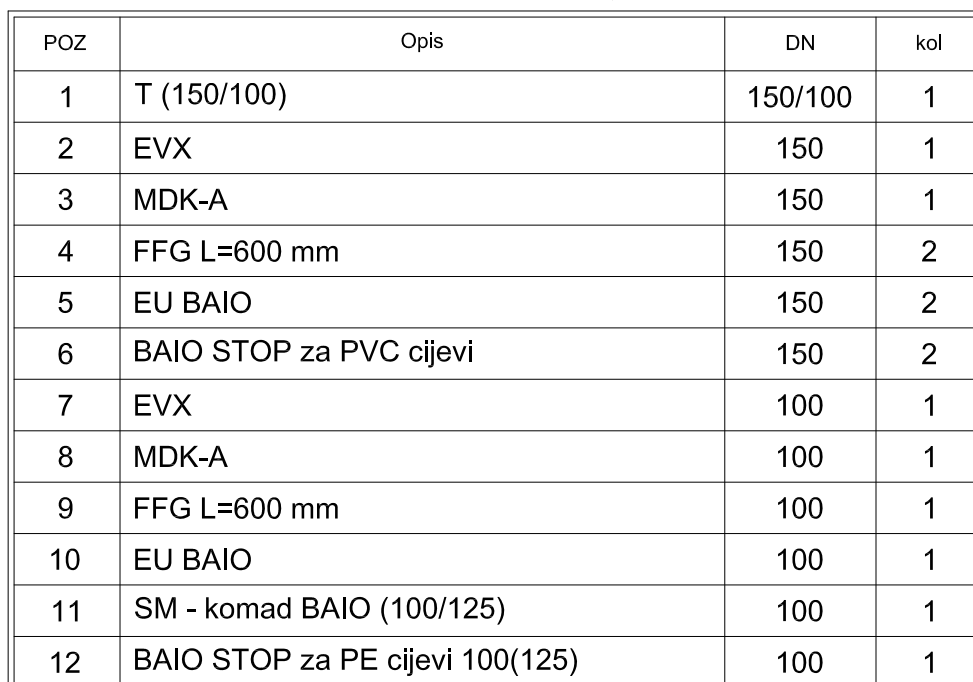 POZ Opis DN kol
1 T (150/100) 150/100 1
2 EVX 150 1
3 MDK-A 150 1
4 FFG L=600 mm 150 2
5 EU BAIO 150 2
6 BAIO STOP za PVC cijevi 150 2
7 EVX 100 1
8 MDK-A 100 1
9 FFG L=600 mm 100 1
10 EU BAIO 100 1
11 SM - komad BAIO (100/125) 100 1
12 BAIO STOP za PE cijevi 100(125) 100 1